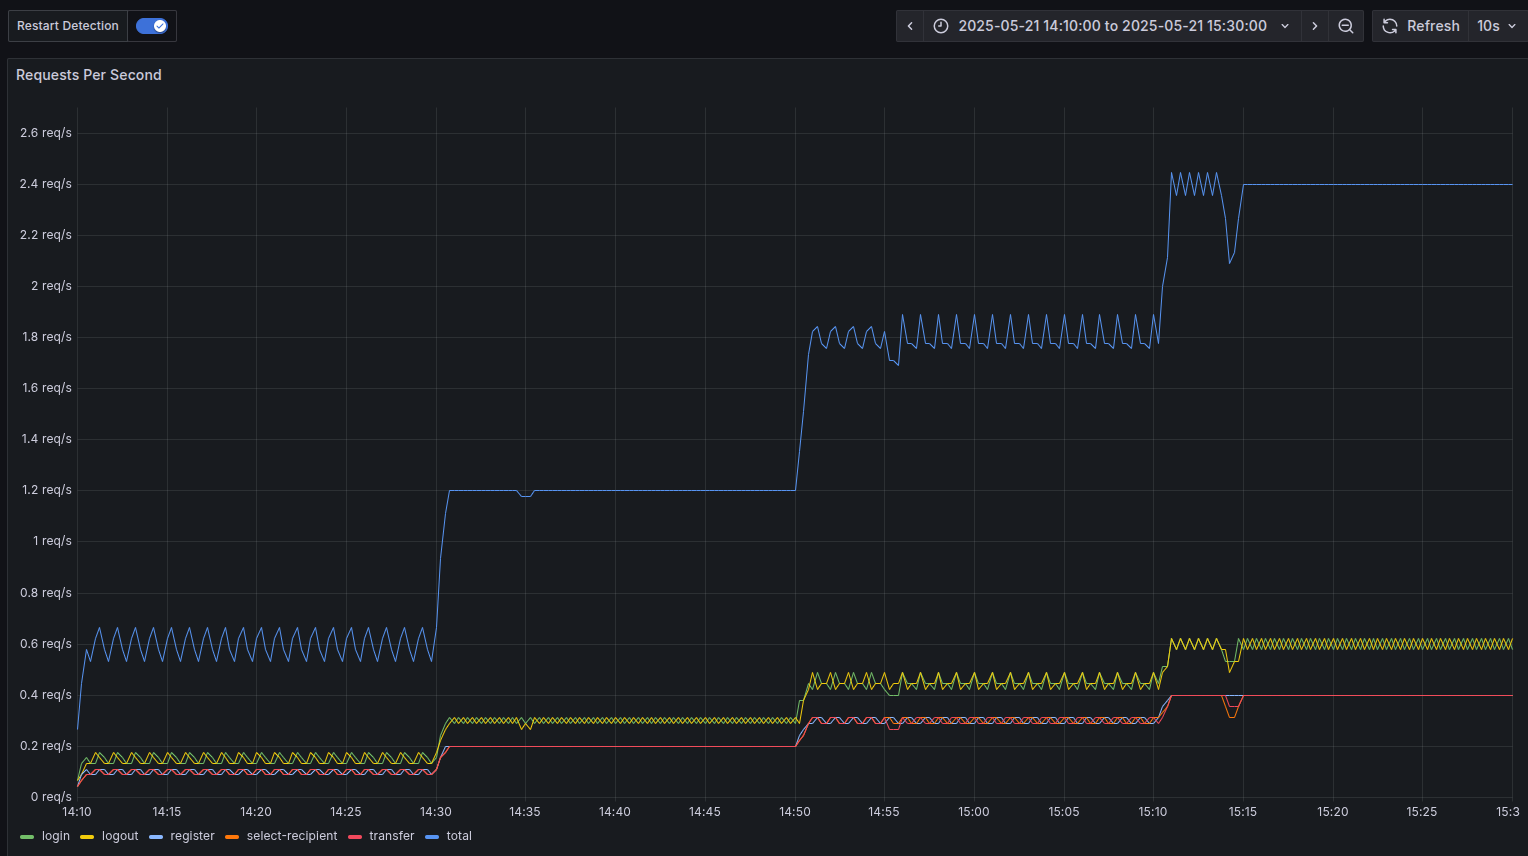 Restart Detection
2025-05-21 14:10:00 to 2025-05-21 15:30:00
Refresh
10s
Requests Per Second
2.6 req/s
2.4 req/s
2.2 req/s
2 req/s
1.8 req/s
1.6 req/s
1.4 req/s
1.2 req/s
1 req/s
0.8 req/s
0.6 req/s
0.4 req/s
0.2 req/s
0 req/s
14:10 14:15 14:20 14:25 14:30 14:35 14:40 14:45 14:50 14:55 15:00 15:05 15:10 15:15 15:20 15:25 15:3
login logout register select-recipient transfer total